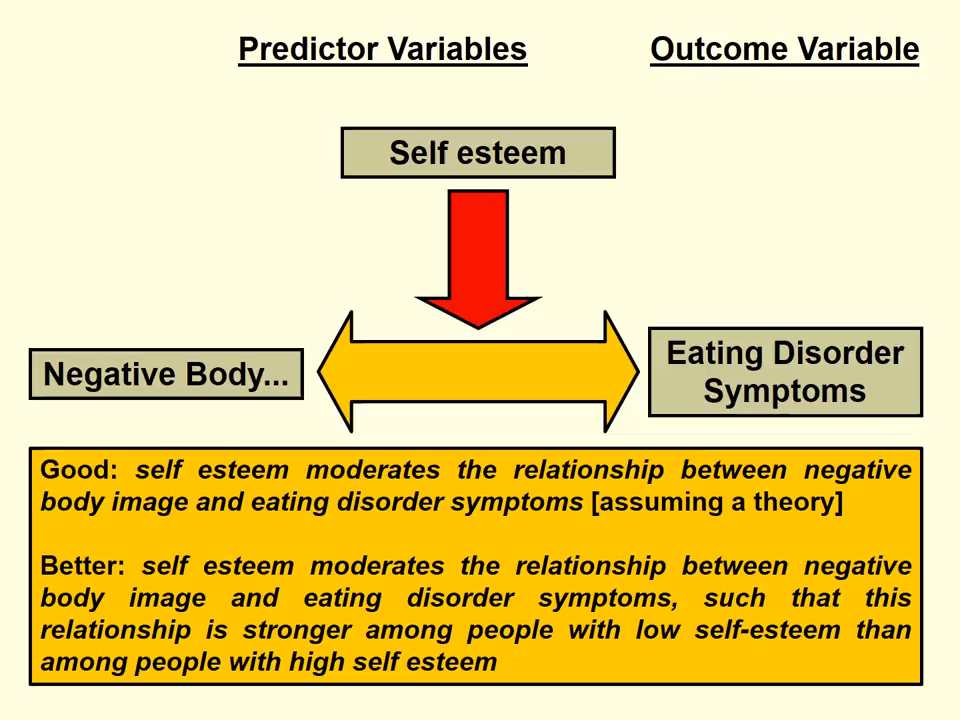 Predictor Variables
Outcome Variable
Self esteem
Negative Body...
Eating Disorder
Symptoms
Good: self esteem moderates the relationship between negative
body image and eating disorder symptoms [assuming a theory]
Better: self esteem moderates the relationship between negative
body image and eating disorder symptoms, such that this
relationship is stronger among people with low self-esteem than
among people with high self esteem